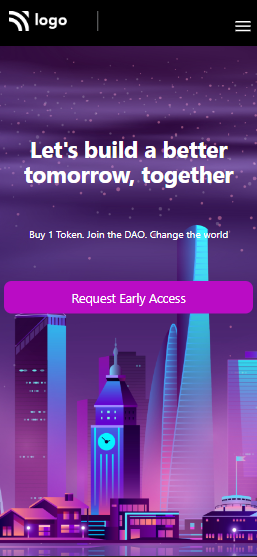 logo
Let's build a better
tomorrow, together
Buy 1 Token. Join the DAO. Change the world
Request Early Access